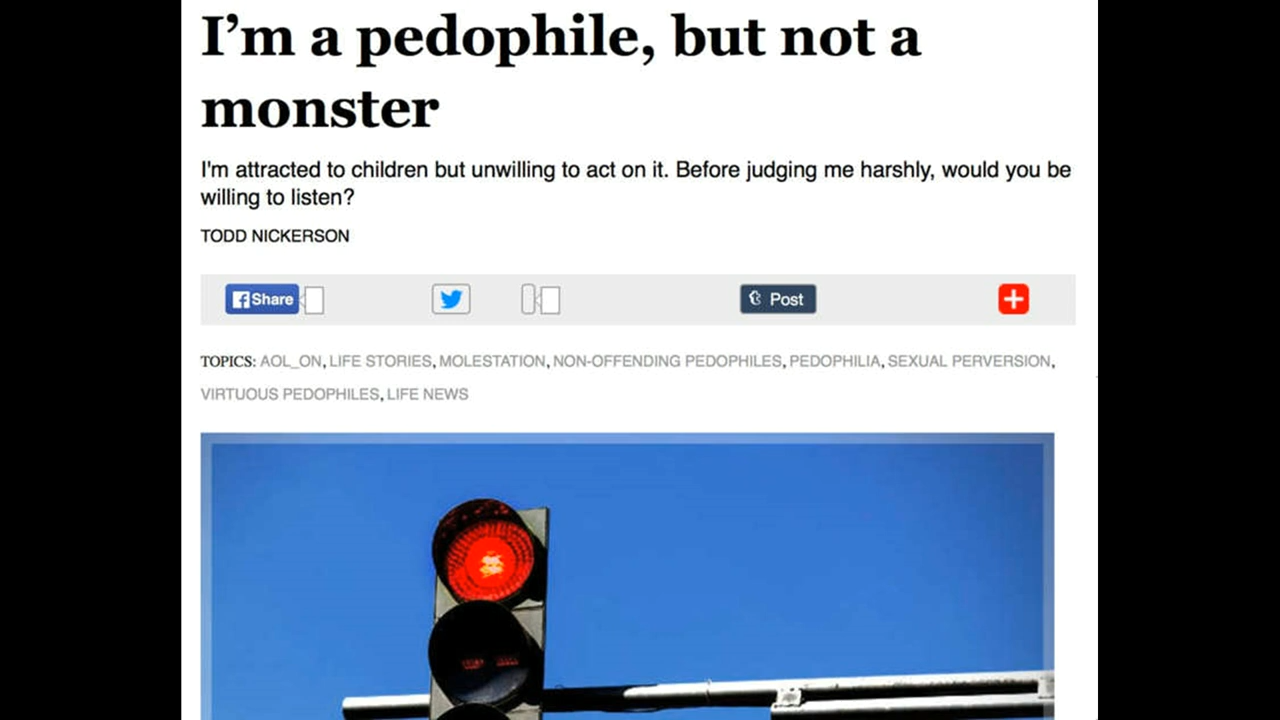 I’m a pedophile, but not a
monster
I'm attracted to children but unwilling to act on it. Before judging me harshly, would you be
willing to listen?
TODD NICKERSON
Share
Post
TOPICS: AOL_ON, LIFE STORIES, MOLESTATION, NON-OFFENDING PEDOPHILES, PEDOPHILIA, SEXUAL PERVERSION,
VIRTUOUS PEDOPHILES, LIFE NEWS